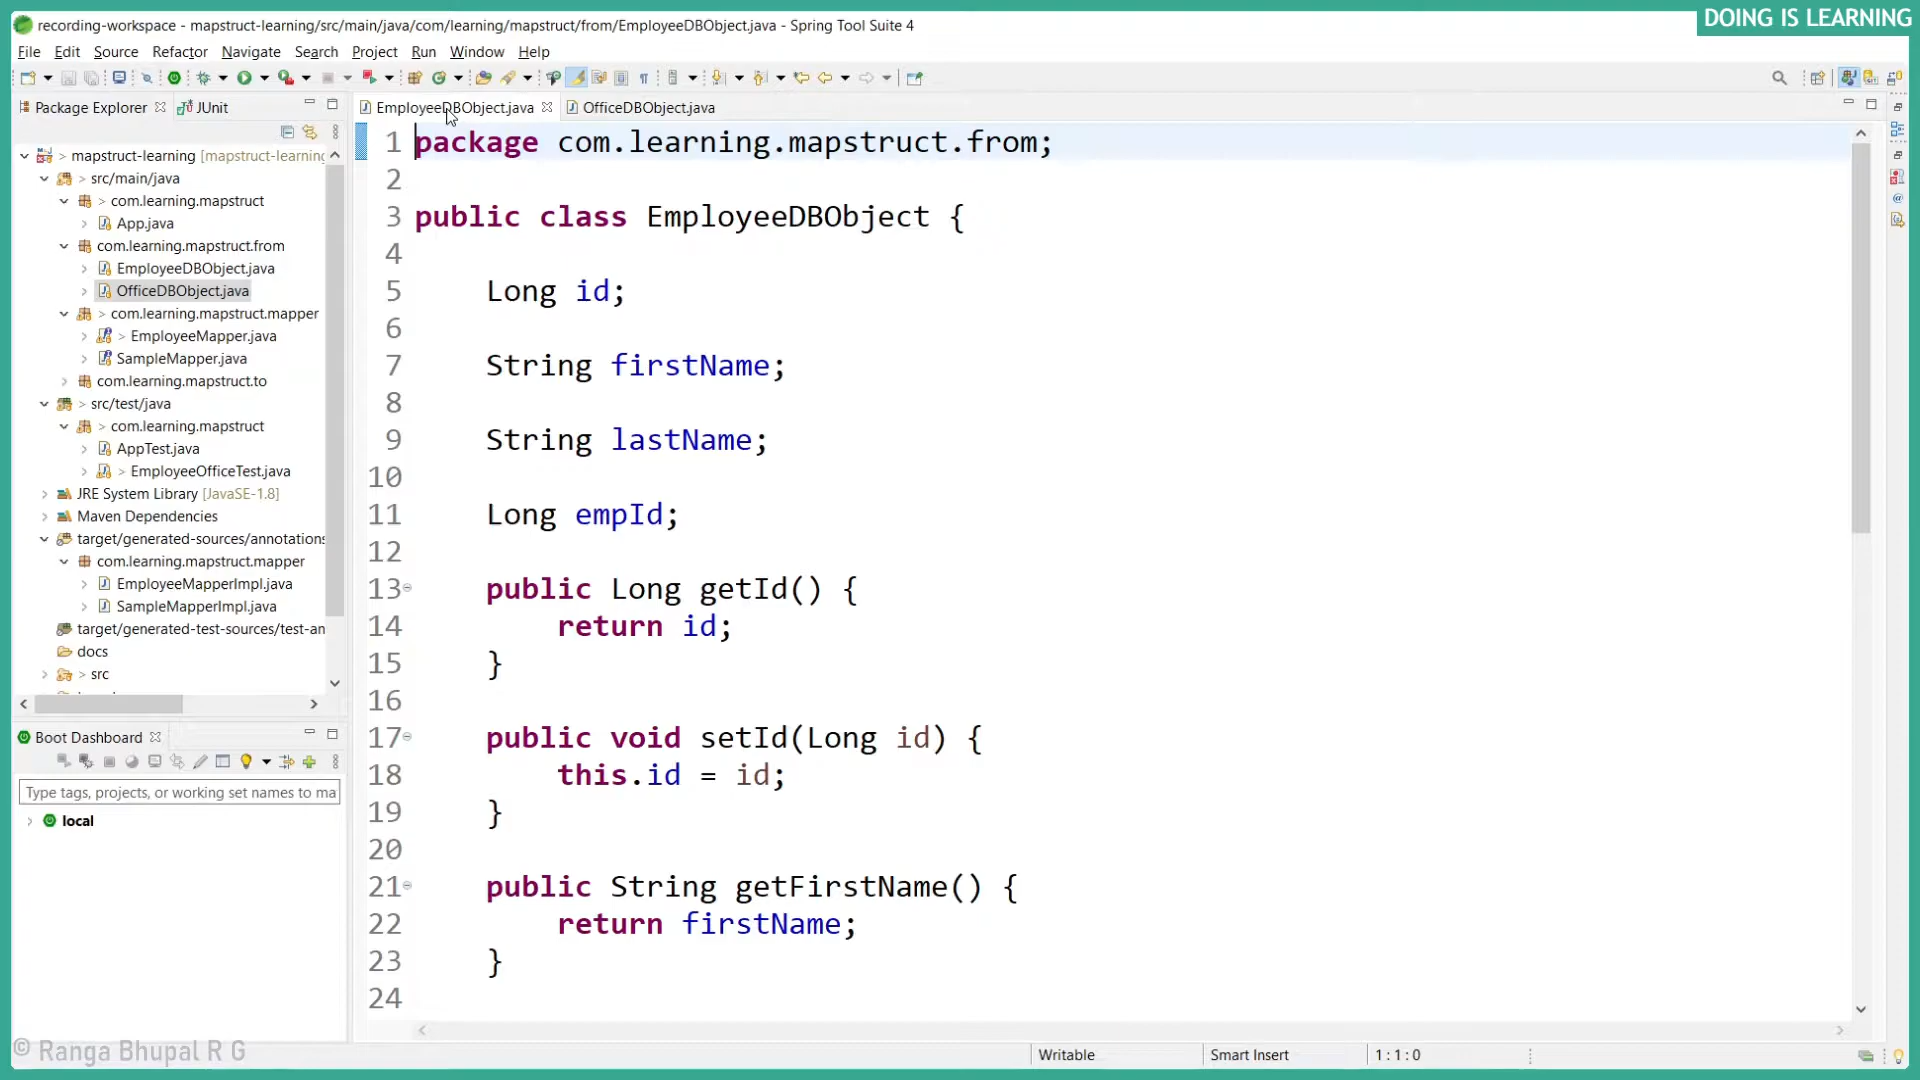 DOING IS LEARNING
recording-workspace - mapstruct-learning/src/main/java/com/learning/mapstruct/from/EmployeeDBObject.java - Spring Tool Suite 4
File Edit Source Refactor Navigate Search Project Run Window Help
Package Explorer JUnit
EmployeeDBObject.java OfficeDBObject.java
> mapstruct-learning [mapstruct-learning
> src/main/java
> com.learning.mapstruct
App.java
com.learning.mapstruct.from
EmployeeDBObject.java
OfficeDBObject.java
> com.learning.mapstruct.mapper
> EmployeeMapper.java
SampleMapper.java
com.learning.mapstruct.to
> src/test/java
> com.learning.mapstruct
AppTest.java
> EmployeeOfficeTest.java
JRE System Library [JavaSE-1.8]
Maven Dependencies
target/generated-sources/annotations
com.learning.mapstruct.mapper
EmployeeMapperImpl.java
SampleMapperImpl.java
target/generated-test-sources/test-an
docs
> src
Boot Dashboard
Type tags, projects, or working set names to ma
local
1 package com.learning.mapstruct.from;
2
3 public class EmployeeDBObject {
4
5 Long id;
6
7 String firstName;
8
9 String lastName;
10
11 Long empId;
12
13 public Long getId() {
14 return id;
15 }
16
17 public void setId(Long id) {
18 this.id = id;
19 }
20
21 public String getFirstName() {
22 return firstName;
23 }
24
© Ranga Bhupal R G
Writable Smart Insert 1 : 1 : 0